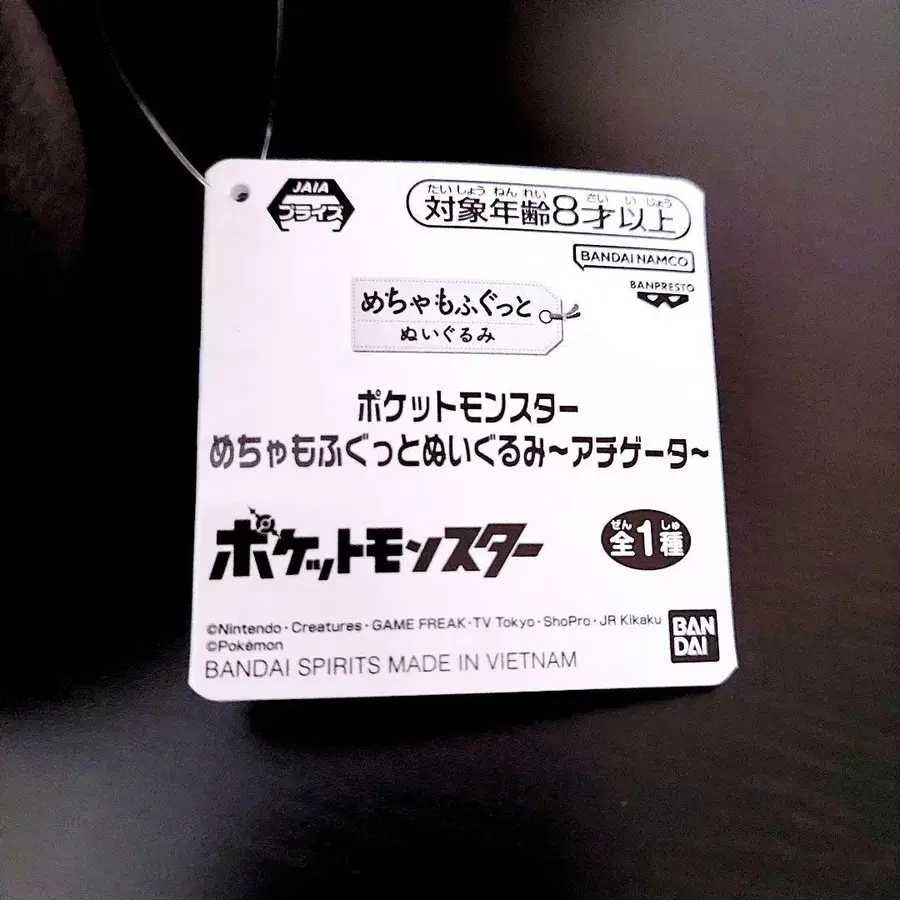 JAIA
プライズ
たいしょうねんれい さいいじょう
対象年齢8才以上
BANDAI NAMCO
BANPRESTO
めちゃもふぐっと
ぬいぐるみ
ポケットモンスター
めちゃもふぐっとぬいぐるみ～アチゲータ～
ポケットモンスター
ぜん しゅ
全1種
©Nintendo・Creatures・GAME FREAK・TV Tokyo・ShoPro・JR Kikaku
©Pokémon
BANDAI SPIRITS MADE IN VIETNAM
BAN
DAI